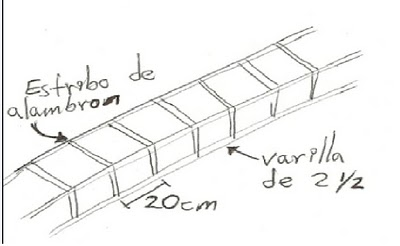 Estribo de
alambron
20cm
varilla
de 2 1/2